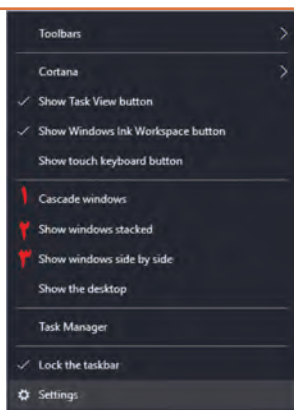 Toolbars
Cortana
Show Task View button
Show Windows Ink Workspace button
Show touch keyboard button
۱ Cascade windows
۲ Show windows stacked
۳ Show windows side by side
Show the desktop
Task Manager
Lock the taskbar
Settings